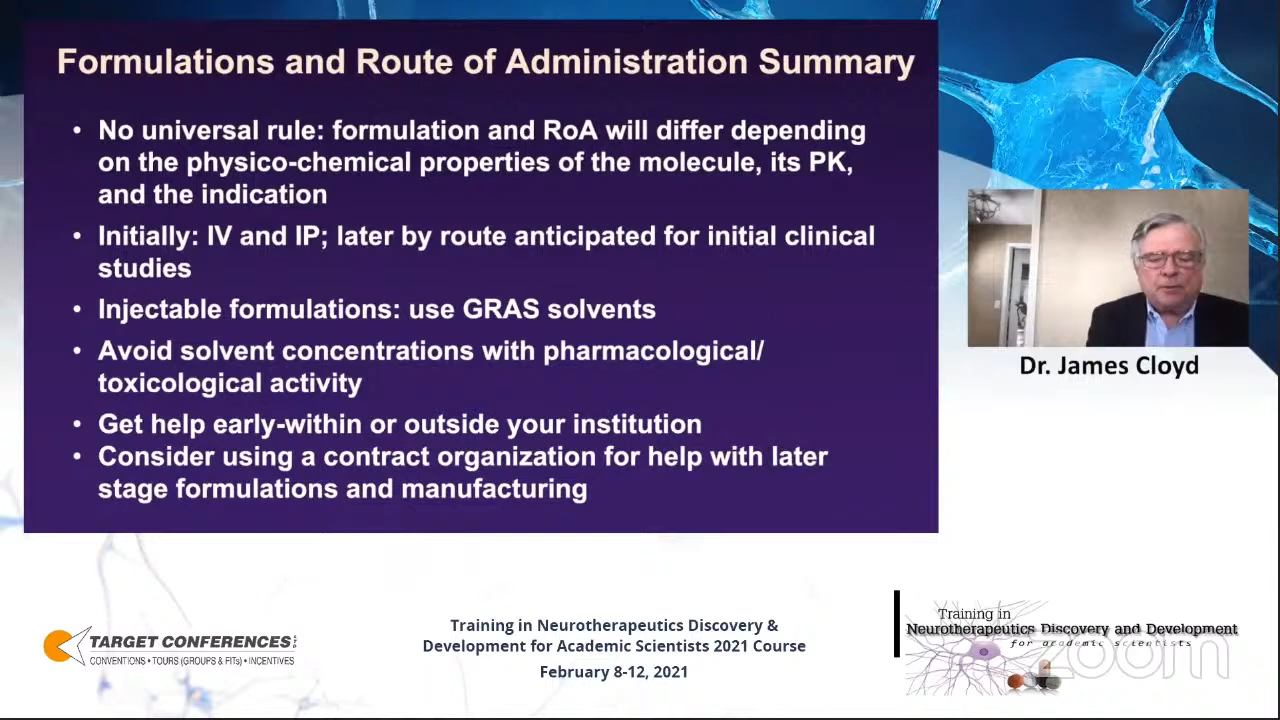 Formulations and Route of Administration Summary
• No universal rule: formulation and RoA will differ depending
on the physico-chemical properties of the molecule, its PK,
and the indication
• Initially: IV and IP; later by route anticipated for initial clinical
studies
• Injectable formulations: use GRAS solvents
• Avoid solvent concentrations with pharmacological/
toxicological activity
• Get help early-within or outside your institution
• Consider using a contract organization for help with later
stage formulations and manufacturing
Dr. James Cloyd
TARGET CONFERENCES
CONVENTIONS • TOURS (GROUPS & FITs) • INCENTIVES
Training in Neurotherapeutics Discovery &
Development for Academic Scientists 2021 Course
February 8-12, 2021
Training in
Neurotherapeutics Discovery and Development
for academic scientists
zoom